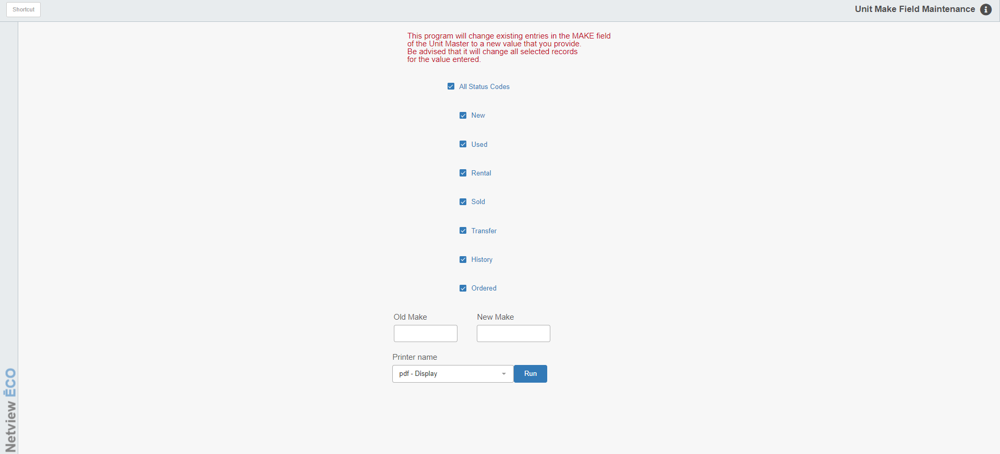 Shortcut
Unit Make Field Maintenance
This program will change existing entries in the MAKE field
of the Unit Master to a new value that you provide.
Be advised that it will change all selected records
for the value entered.
All Status Codes
New
Used
Rental
Sold
Transfer
History
Ordered
Old Make
New Make
Printer name
pdf - Display
Run
Netview ĒCO